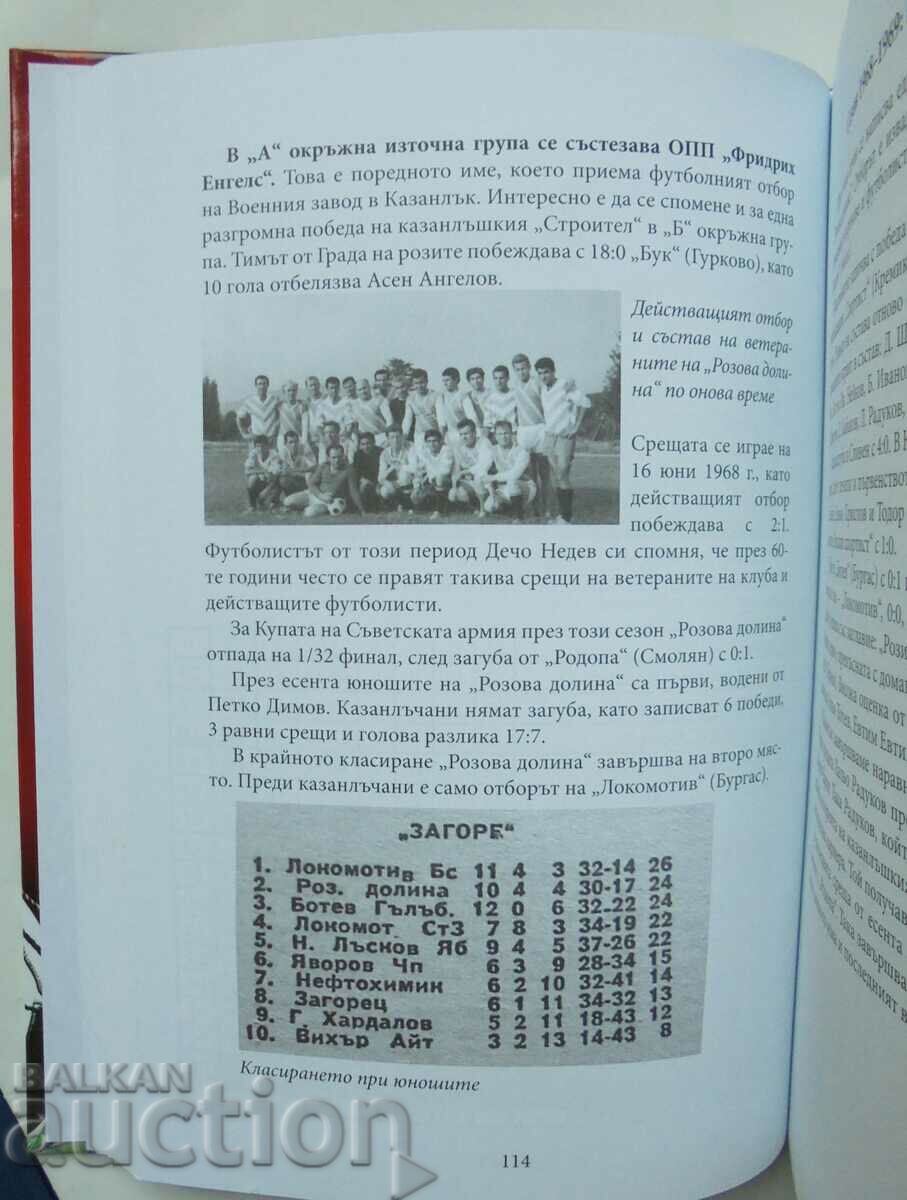 В „А“ окръжна източна група се състезава ОПП „Фридрих
Енгелс“. Това е поредното име, което приема футболният отбор
на Военния завод в Казанлък. Интересно е да се спомене и за една
разгромна победа на казанлъшкия „Строител“ в „Б“ окръжна гру-
па. Тимът от Града на розите побеждава с 18:0 „Бук“ (Гурково), като
10 гола отбелязва Асен Ангелов.
Действащият отбор
и състав на ветера-
ните на „Розова доли-
на“ по онова време
Срещата се играе на
16 юни 1968 г., като
действащият отбор
побеждава с 2:1.
Футболистът от този период Дечо Недев си спомня, че през 60-
те години често се правят такива срещи на ветераните на клуба и
действащите футболисти.
За Купата на Съветската армия през този сезон „Розова долина“
отпада на 1/32 финал, след загуба от „Родопа“ (Смолян) с 0:1.
През есента юношите на „Розова долина“ са първи, водени от
Петко Димов. Казанлъчани нямат загуба, като записват 6 победи,
3 равни срещи и голова разлика 17:7.
В крайното класиране „Розова долина“ завършва на второ мяс-
то. Преди казанлъчани е само отборът на „Локомотив“ (Бургас).
„ЗАГОРЕ“
1. Локомотив Бс 11 4 3 32-14 26
2. Роз. долина 10 4 4 30-17 24
3. Ботев Гълъб. 12 0 6 32-22 24
4. Локомот СтЗ 7 8 3 34-19 22
5. Н. Лъсков Яб 9 4 5 37-26 22
6. Яворов Чп 6 3 9 28-34 15
7. Нефтохимик 6 2 10 32-41 14
8. Загорец 6 1 11 34-32 13
9. Г. Хардалов 5 2 11 18-43 12
10. Вихър Айт 3 2 13 14-43 8
Класирането при юношите
BALKAN
auction
114
1968-1969: